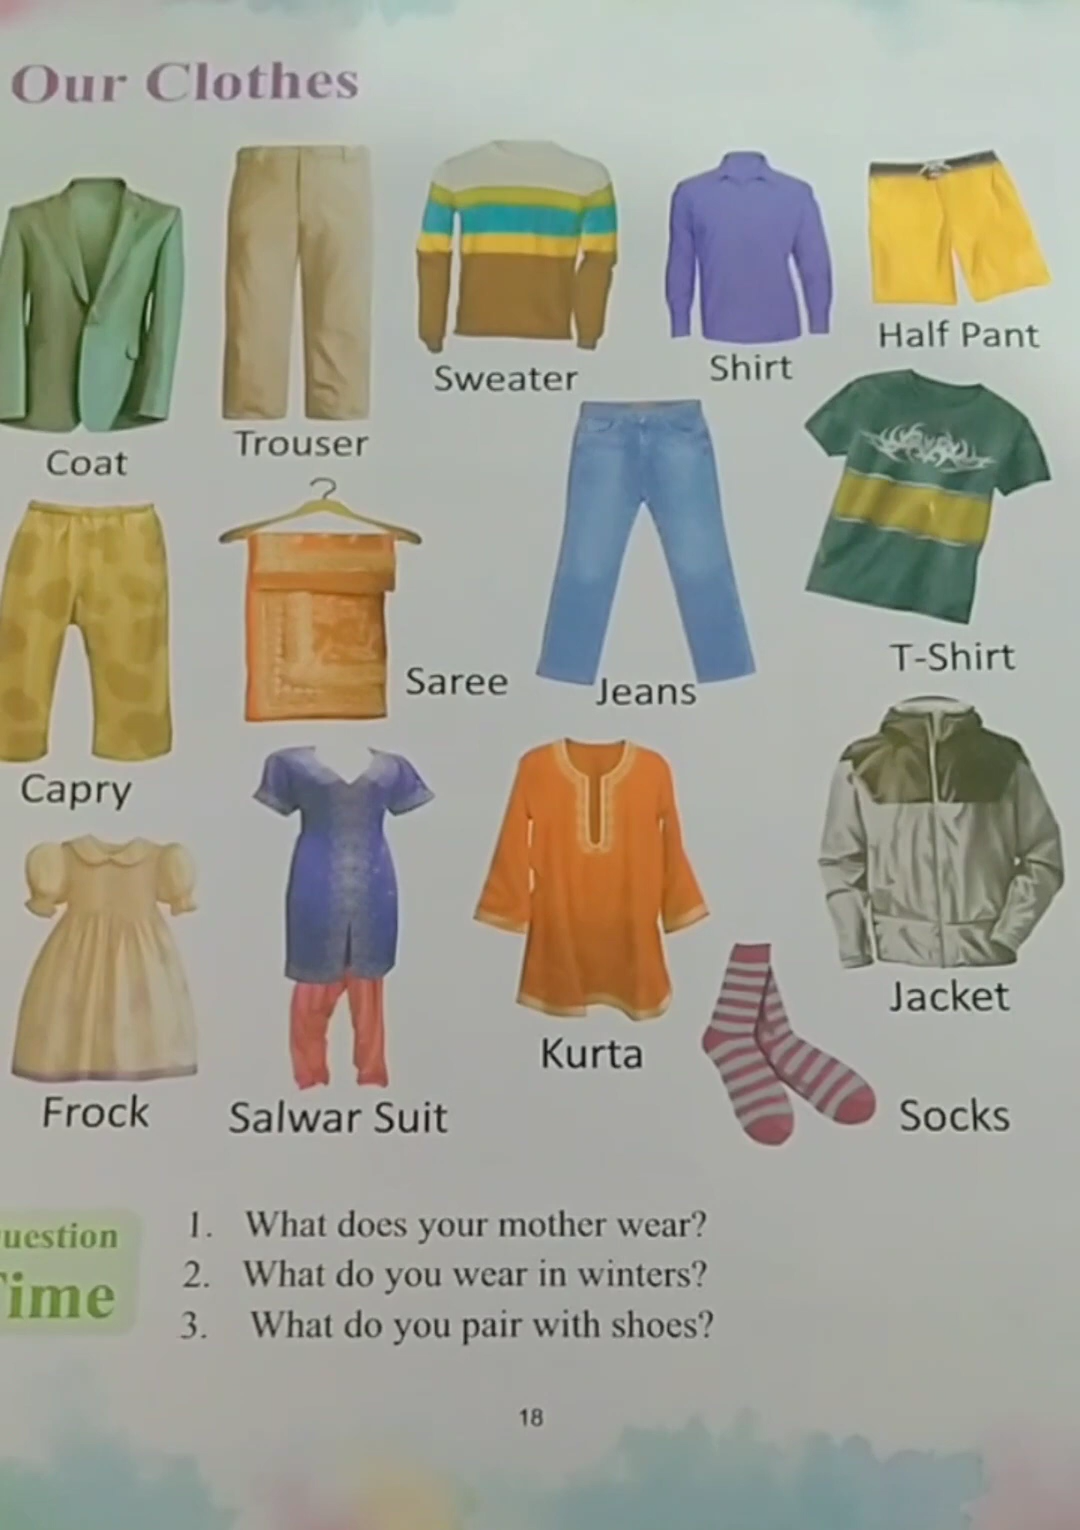 Our Clothes
Coat
Trouser
Sweater
Shirt
Half Pant
Capry
Saree
Jeans
T-Shirt
Frock
Salwar Suit
Kurta
Jacket
Socks
uestion
Time
1. What does your mother wear?
2. What do you wear in winters?
3. What do you pair with shoes?
18